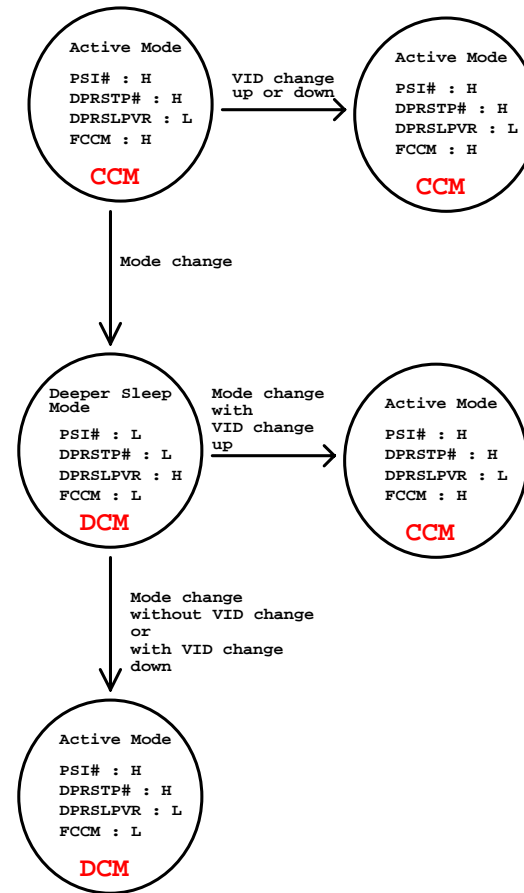 Active Mode
PSI# : H
DPRSTP# : H
DPRSLPVR : L
FCCM : H
CCM
VID change
up or down
Active Mode
PSI# : H
DPRSTP# : H
DPRSLPVR : L
FCCM : H
CCM
Mode change
Deeper Sleep
Mode
PSI# : L
DPRSTP# : L
DPRSLPVR : H
FCCM : L
DCM
Mode change
with
VID change
up
Active Mode
PSI# : H
DPRSTP# : H
DPRSLPVR : L
FCCM : H
CCM
Mode change
without VID change
or
with VID change
down
Active Mode
PSI# : H
DPRSTP# : H
DPRSLPVR : L
FCCM : L
DCM